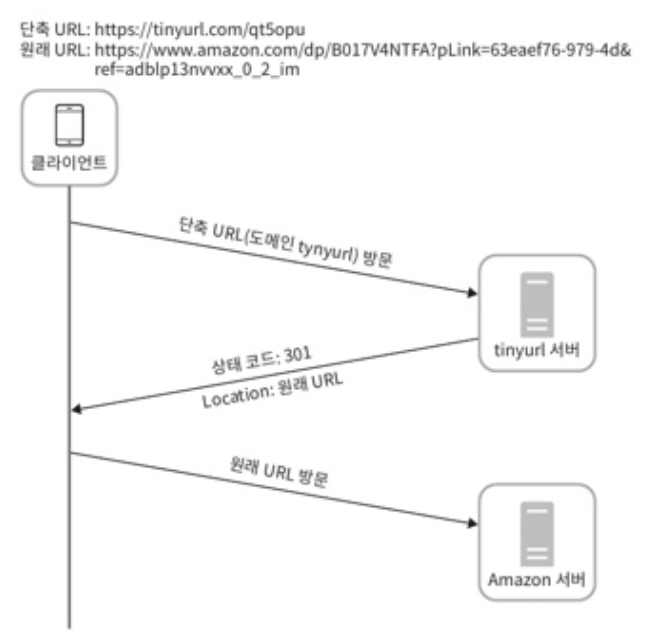 단축 URL: https://tinyurl.com/qt5opu
원래 URL: https://www.amazon.com/dp/B017V4NTFA?pLink=63eaef76-979-4d&
ref=adblp13nvvxx_0_2_im
클라이언트
단축 URL(도메인 tynyurl) 방문
tinyurl 서버
상태 코드: 301
Location: 원래 URL
원래 URL 방문
Amazon 서버